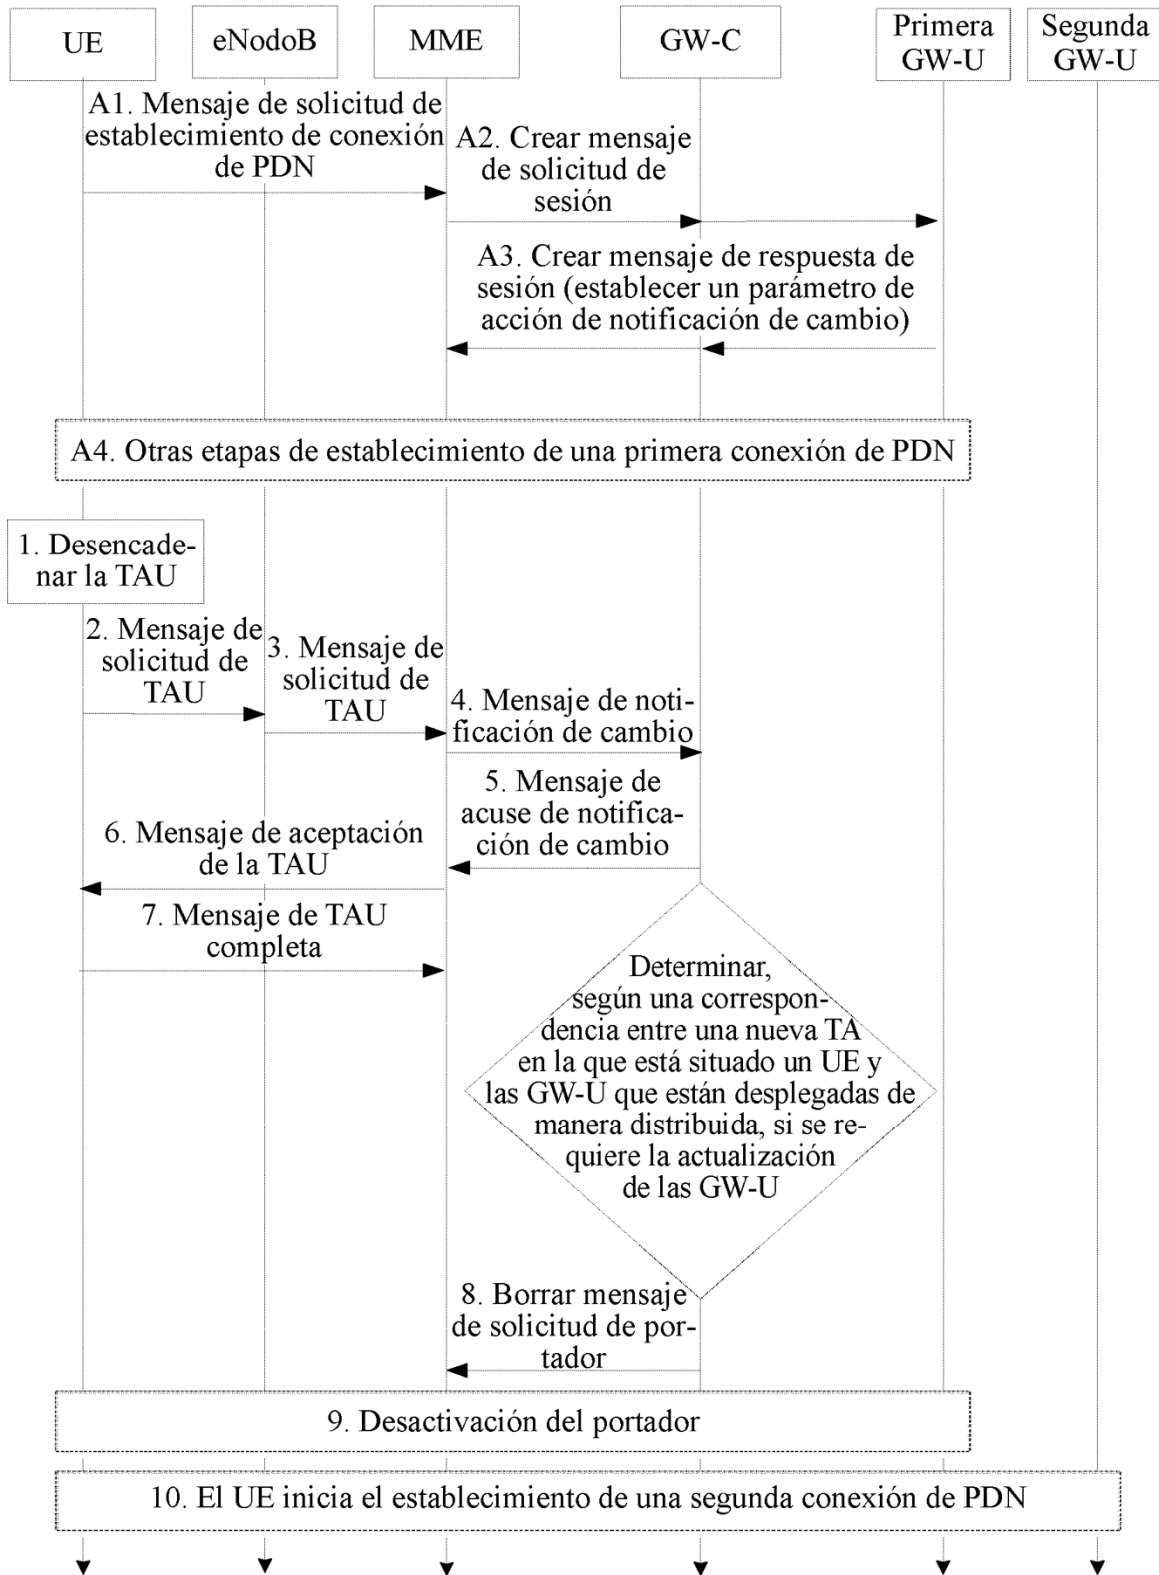 UE
eNodoB
MME
GW-C
Primera
GW-U
Segunda
GW-U
A1. Mensaje de solicitud de
establecimiento de conexión
de PDN
A2. Crear mensaje
de solicitud de
sesión
A3. Crear mensaje de respuesta de
sesión (establecer un parámetro de
acción de notificación de cambio)
A4. Otras etapas de establecimiento de una primera conexión de PDN
1. Desencade-
nar la TAU
2. Mensaje de
solicitud de
TAU
3. Mensaje de
solicitud de
TAU
4. Mensaje de noti-
ficación de cambio
5. Mensaje de
acuse de notifica-
ción de cambio
6. Mensaje de aceptación
de la TAU
7. Mensaje de TAU
completa
Determinar,
según una correspon-
dencia entre una nueva TA
en la que está situado un UE y
las GW-U que están desplegadas de
manera distribuida, si se re-
quiere la actualización
de las GW-U
8. Borrar mensaje
de solicitud de por-
tador
9. Desactivación del portador
10. El UE inicia el establecimiento de una segunda conexión de PDN